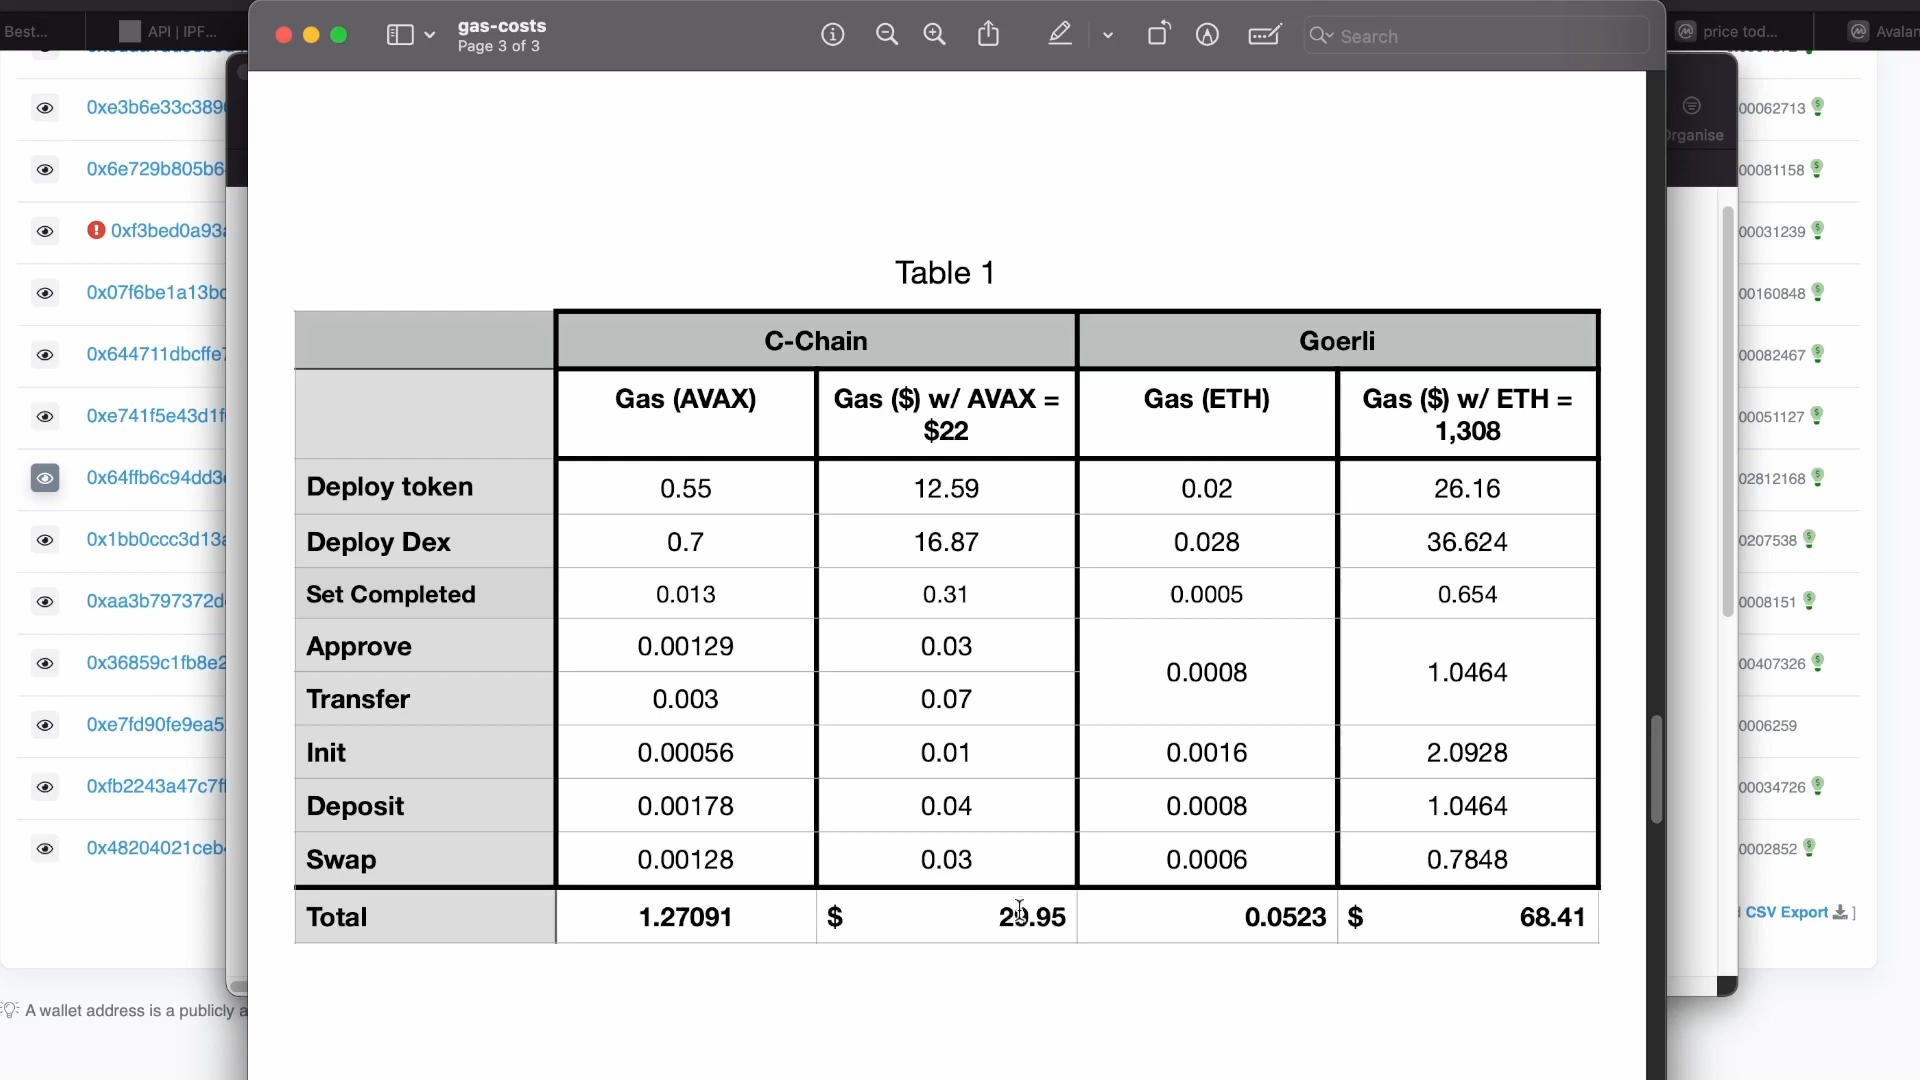 Best...
API | IPF...
gas-costs
Page 3 of 3
Search
price tod...
Avalan
0xe3b6e33c389
0x6e729b805b6
0xf3bed0a93
0x07f6be1a13bc
0x644711dbcffe7
0xe741f5e43d1f
0x64ffb6c94dd3
0x1bb0ccc3d13a
0xaa3b797372d
0x36859c1fb8e2
0xe7fd90fe9ea5
0xfb2243a47c7f
0x48204021ceb
A wallet address is a publicly a
Table 1
C-Chain Goerli
Gas (AVAX) Gas ($) w/ AVAX = Gas (ETH) Gas ($) w/ ETH =
$22 1,308
Deploy token 0.55 12.59 0.02 26.16
Deploy Dex 0.7 16.87 0.028 36.624
Set Completed 0.013 0.31 0.0005 0.654
Approve 0.00129 0.03
0.0008 1.0464
Transfer 0.003 0.07
Init 0.00056 0.01 0.0016 2.0928
Deposit 0.00178 0.04 0.0008 1.0464
Swap 0.00128 0.03 0.0006 0.7848
Total 1.27091 $ 29.95 0.0523 $ 68.41
rganise
00062713
00081158
00031239
00160848
00082467
00051127
02812168
0207538
0008151
00407326
0006259
00034726
0002852
CSV Export ]